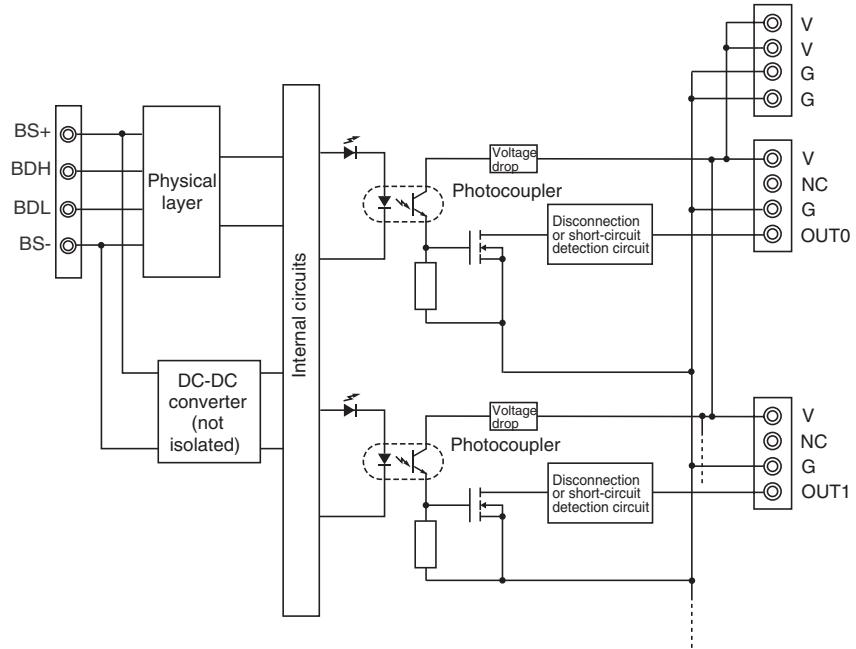 V
V
G
G
BS+
BDH
BDL
BS-
Physical
layer
Internal circuits
Voltage
drop
Photocoupler
Disconnection
or short-circuit
detection circuit
V
NC
G
OUT0
DC-DC
converter
(not
isolated)
Voltage
drop
Photocoupler
Disconnection
or short-circuit
detection circuit
V
NC
G
OUT1